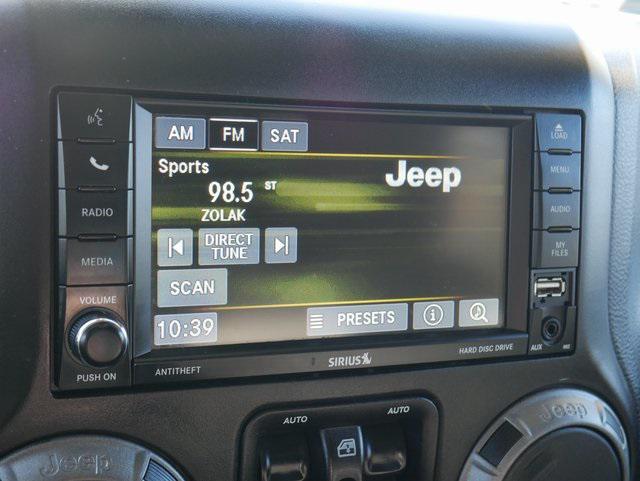 AM FM SAT
Sports
98.5 ST
ZOLAK
DIRECT TUNE
SCAN
10:39
PRESETS
Jeep
RADIO
MEDIA
VOLUME
PUSH ON
ANTITHEFT
SIRIUS
HARD DISC DRIVE
LOAD
MENU
AUDIO
MY FILES
AUX
AUTO
AUTO
Jeep
Jeep